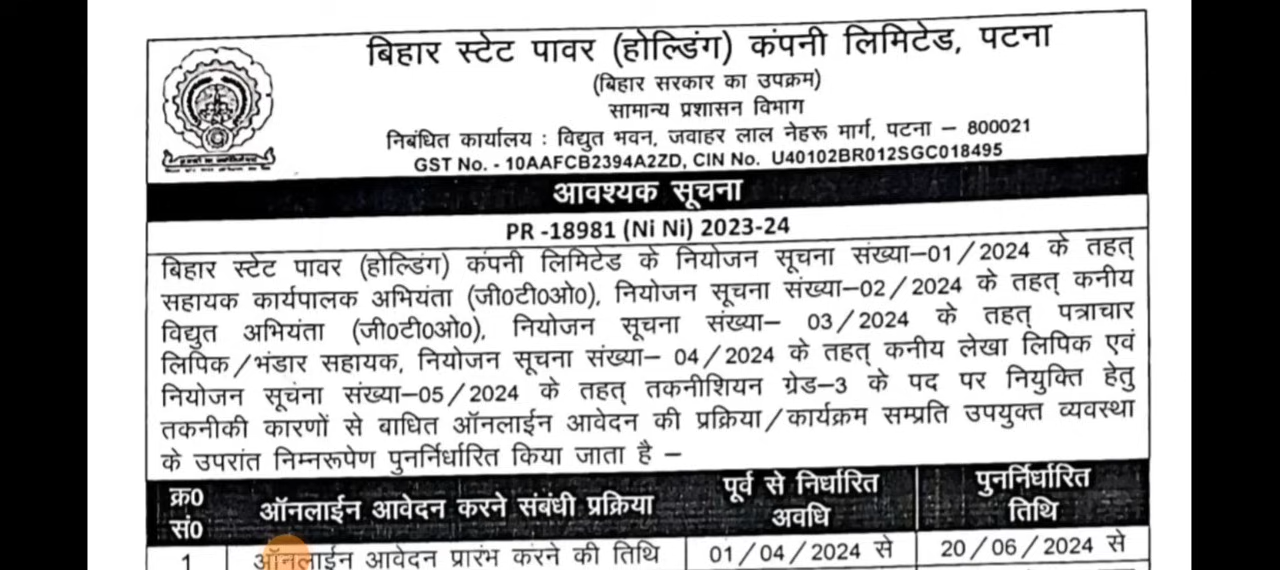 बिहार स्टेट पावर (होल्डिंग) कंपनी लिमिटेड, पटना
(बिहार सरकार का उपक्रम)
सामान्य प्रशासन विभाग
निबंधित कार्यालय : विद्युत भवन, जवाहर लाल नेहरू मार्ग, पटना – 800021
GST No. - 10AAFCB2394A2ZD, CIN No. U40102BR012SGC018495
आवश्यक सूचना
PR -18981 (Ni Ni) 2023-24
बिहार स्टेट पावर (होल्डिंग) कंपनी लिमिटेड के नियोजन सूचना संख्या–01/2024 के तहत्
सहायक कार्यपालक अभियंता (जी0टी0ओ0), नियोजन सूचना संख्या–02/2024 के तहत् कनीय
विद्युत अभियंता (जी0टी0ओ0), नियोजन सूचना संख्या– 03/2024 के तहत् पत्राचार
लिपिक/भंडार सहायक, नियोजन सूचना संख्या– 04/2024 के तहत् कनीय लेखा लिपिक एवं
नियोजन सूचना संख्या–05/2024 के तहत् तकनीशियन ग्रेड–3 के पद पर नियुक्ति हेतु
तकनीकी कारणों से बाधित ऑनलाईन आवेदन की प्रक्रिया/कार्यक्रम सम्प्रति उपयुक्त व्यवस्था
के उपरांत निम्नरूपेण पुनर्निर्धारित किया जाता है –
क्र0 सं0 ऑनलाईन आवेदन करने संबंधी प्रक्रिया पूर्व से निर्धारित अवधि पुनर्निर्धारित तिथि
1 ऑनलाईन आवेदन प्रारंभ करने की तिथि 01/04/2024 से 20/06/2024 से